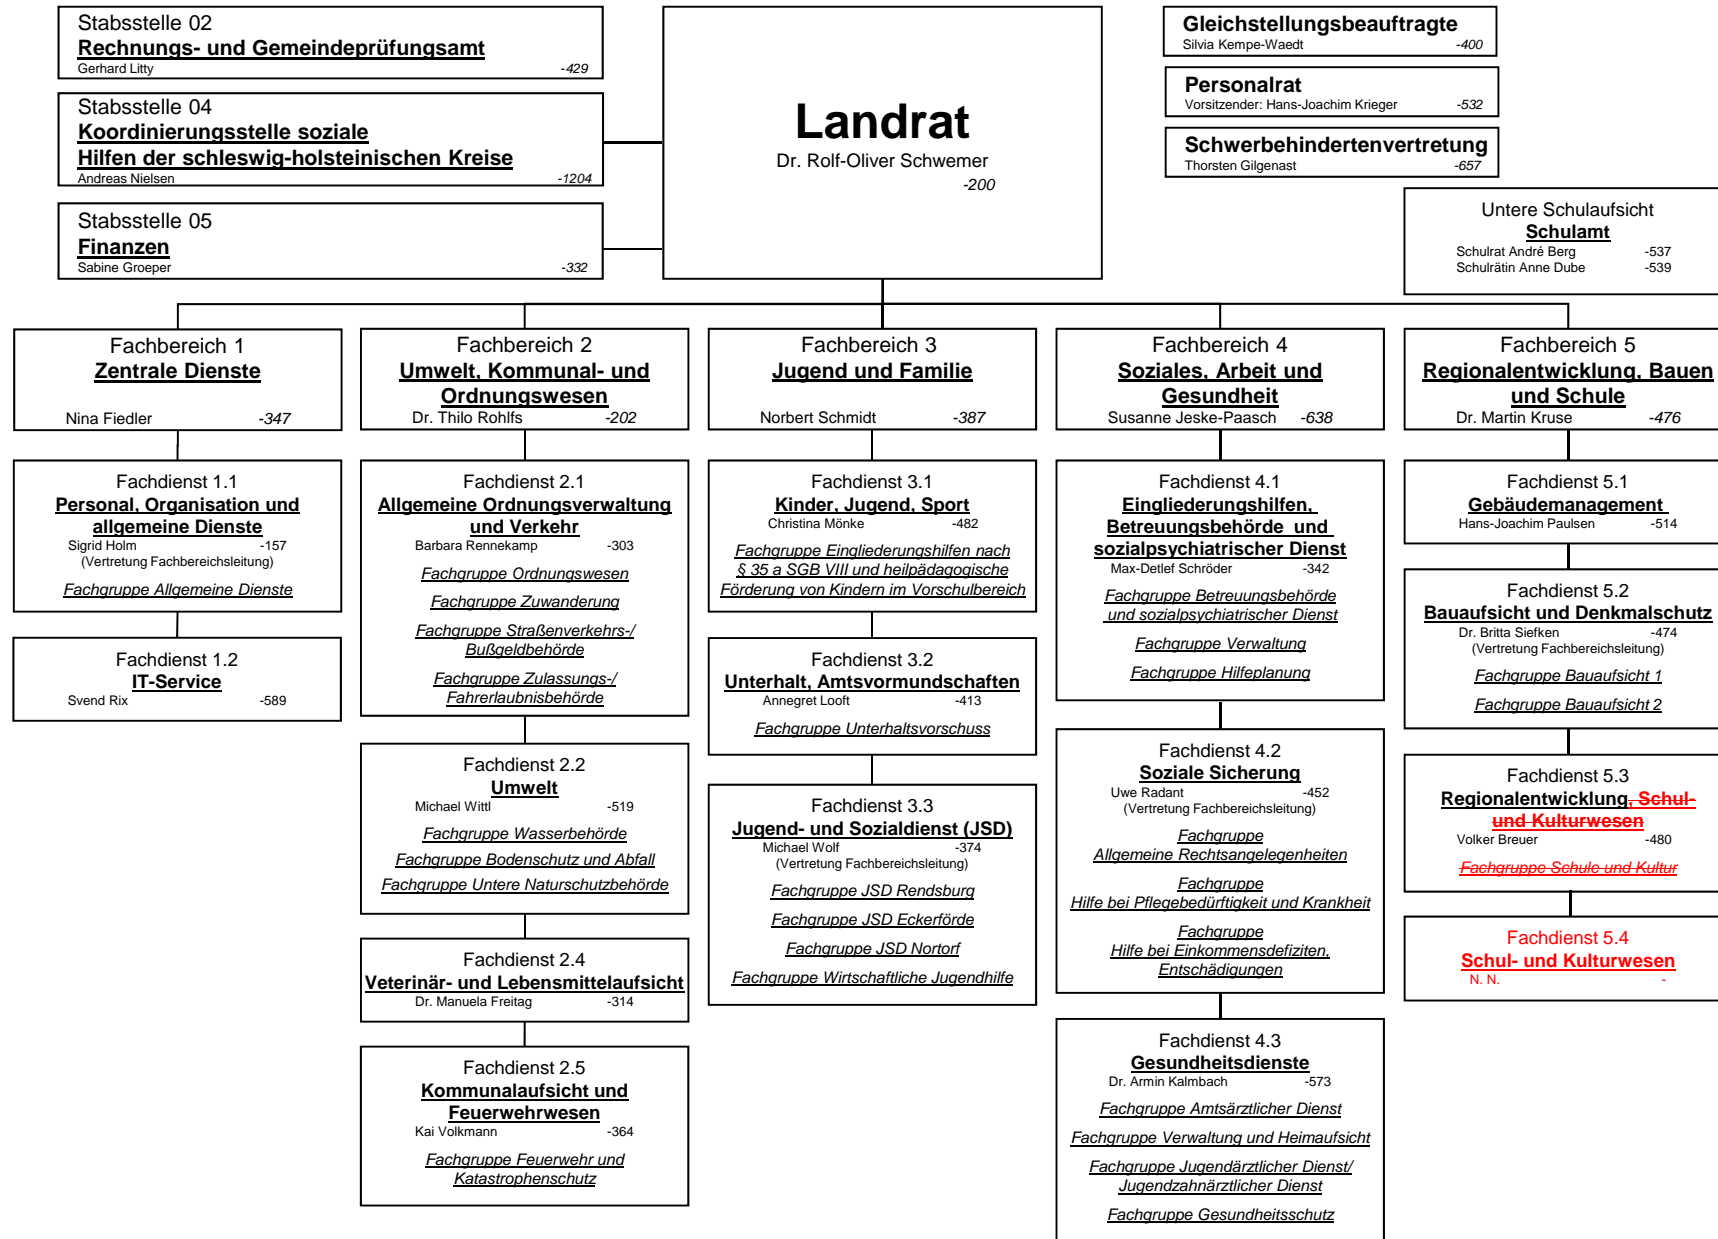 Stabsstelle 02
Rechnungs- und Gemeindeprüfungsamt
Gerhard Litty -429
Stabsstelle 04
Koordinierungsstelle soziale
Hilfen der schleswig-holsteinischen Kreise
Andreas Nielsen -1204
Stabsstelle 05
Finanzen
Sabine Groeper -332
Landrat
Dr. Rolf-Oliver Schwemer
-200
Gleichstellungsbeauftragte
Silvia Kempe-Waedt -400
Personalrat
Vorsitzender: Hans-Joachim Krieger -532
Schwerbehindertenvertretung
Thorsten Gilgenast -657
Untere Schulaufsicht
Schulamt
Schulrat André Berg -537
Schulrätin Anne Dube -539
Fachbereich 1
Zentrale Dienste
Nina Fiedler -347
Fachdienst 1.1
Personal, Organisation und
allgemeine Dienste
Sigrid Holm -157
(Vertretung Fachbereichsleitung)
Fachgruppe Allgemeine Dienste
Fachdienst 1.2
IT-Service
Svend Rix -589
Fachbereich 2
Umwelt, Kommunal- und
Ordnungswesen
Dr. Thilo Rohlfs -202
Fachdienst 2.1
Allgemeine Ordnungsverwaltung
und Verkehr
Barbara Rennekamp -303
Fachgruppe Ordnungswesen
Fachgruppe Zuwanderung
Fachgruppe Straßenverkehrs-/
Bußgeldbehörde
Fachgruppe Zulassungs-/
Fahrerlaubnisbehörde
Fachdienst 2.2
Umwelt
Michael Wittl -519
Fachgruppe Wasserbehörde
Fachgruppe Bodenschutz und Abfall
Fachgruppe Untere Naturschutzbehörde
Fachdienst 2.4
Veterinär- und Lebensmittelaufsicht
Dr. Manuela Freitag -314
Fachdienst 2.5
Kommunalaufsicht und
Feuerwehrwesen
Kai Volkmann -364
Fachgruppe Feuerwehr und
Katastrophenschutz
Fachbereich 3
Jugend und Familie
Norbert Schmidt -387
Fachdienst 3.1
Kinder, Jugend, Sport
Christina Mönke -482
Fachgruppe Eingliederungshilfen nach
§ 35 a SGB VIII und heilpädagogische
Förderung von Kindern im Vorschulbereich
Fachdienst 3.2
Unterhalt, Amtsvormundschaften
Annegret Looft -413
Fachgruppe Unterhaltsvorschuss
Fachdienst 3.3
Jugend- und Sozialdienst (JSD)
Michael Wolf -374
(Vertretung Fachbereichsleitung)
Fachgruppe JSD Rendsburg
Fachgruppe JSD Eckerförde
Fachgruppe JSD Nortorf
Fachgruppe Wirtschaftliche Jugendhilfe
Fachbereich 4
Soziales, Arbeit und
Gesundheit
Susanne Jeske-Paasch -638
Fachdienst 4.1
Eingliederungshilfen,
Betreuungsbehörde und
sozialpsychiatrischer Dienst
Max-Detlef Schröder -342
Fachgruppe Betreuungsbehörde
und sozialpsychiatrischer Dienst
Fachgruppe Verwaltung
Fachgruppe Hilfeplanung
Fachdienst 4.2
Soziale Sicherung
Uwe Radant -452
(Vertretung Fachbereichsleitung)
Fachgruppe
Allgemeine Rechtsangelegenheiten
Fachgruppe
Hilfe bei Pflegebedürftigkeit und Krankheit
Fachgruppe
Hilfe bei Einkommensdefiziten,
Entschädigungen
Fachdienst 4.3
Gesundheitsdienste
Dr. Armin Kalmbach -573
Fachgruppe Amtsärztlicher Dienst
Fachgruppe Verwaltung und Heimaufsicht
Fachgruppe Jugendärztlicher Dienst/
Jugendzahnärztlicher Dienst
Fachgruppe Gesundheitsschutz
Fachbereich 5
Regionalentwicklung, Bauen
und Schule
Dr. Martin Kruse -476
Fachdienst 5.1
Gebäudemanagement
Hans-Joachim Paulsen -514
Fachdienst 5.2
Bauaufsicht und Denkmalschutz
Dr. Britta Siefken -474
(Vertretung Fachbereichsleitung)
Fachgruppe Bauaufsicht 1
Fachgruppe Bauaufsicht 2
Fachdienst 5.3
Regionalentwicklung, Schul-
und Kulturwesen
Volker Breuer -480
Fachgruppe Schule und Kultur
Fachdienst 5.4
Schul- und Kulturwesen
N. N. -